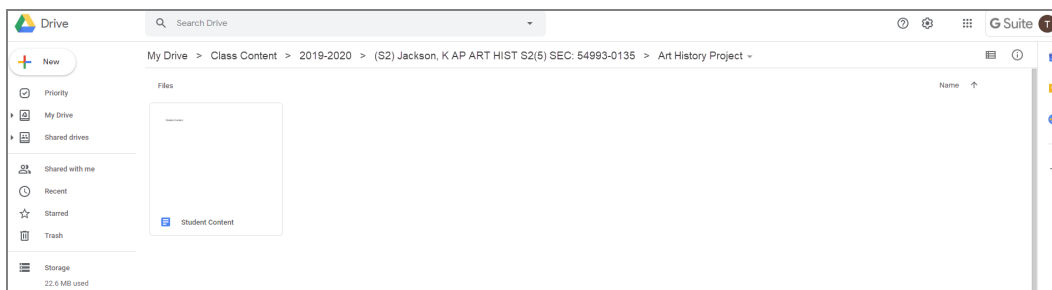 Drive
Search Drive
G Suite
T
New
My Drive > Class Content > 2019-2020 > (S2) Jackson, K AP ART HIST S2(5) SEC: 54993-0135 > Art History Project
Priority
My Drive
Shared drives
Shared with me
Recent
Starred
Trash
Storage
22.6 MB used
Files
Name
Student Content
Student Content